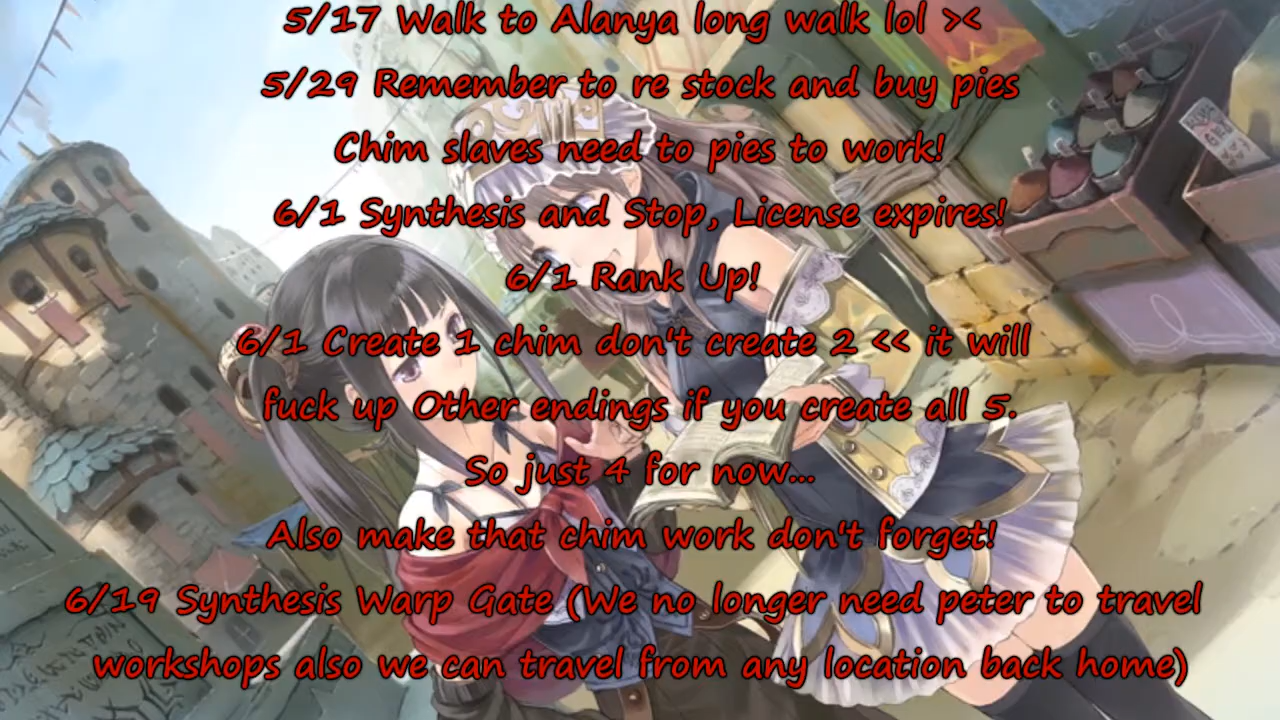 5/17 Walk to Alanya long walk lol ><
5/29 Remember to re stock and buy pies
Chim slaves need to pies to work!
6/1 Synthesis and Stop, License expires!
6/1 Rank Up!
6/1 Create 1 chim don't create 2 << it will
fuck up Other endings if you create all 5.
So just 4 for now...
Also make that chim work don't forget!
6/19 Synthesis Warp Gate (We no longer need peter to travel
workshops also we can travel from any location back home)